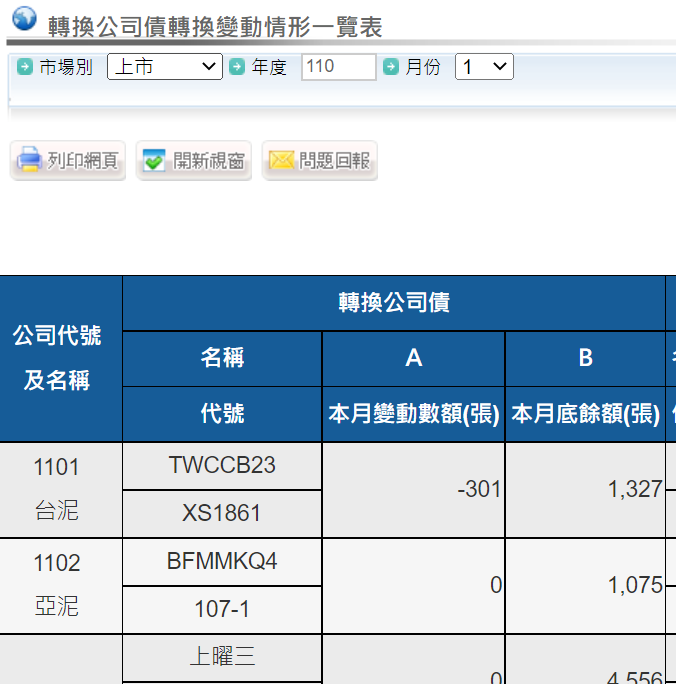 轉換公司債轉換變動情形一覽表
市場別 上市 年度 110 月份 1
列印網頁 開新視窗 問題回報
公司代號
及名稱
轉換公司債
名稱 A B
代號 本月變動數額(張) 本月底餘額(張)
1101
台泥
TWCCB23
XS1861
-301 1,327
1102
亞泥
BFMMKQ4
107-1
0 1,075
上曜三
0 4,556